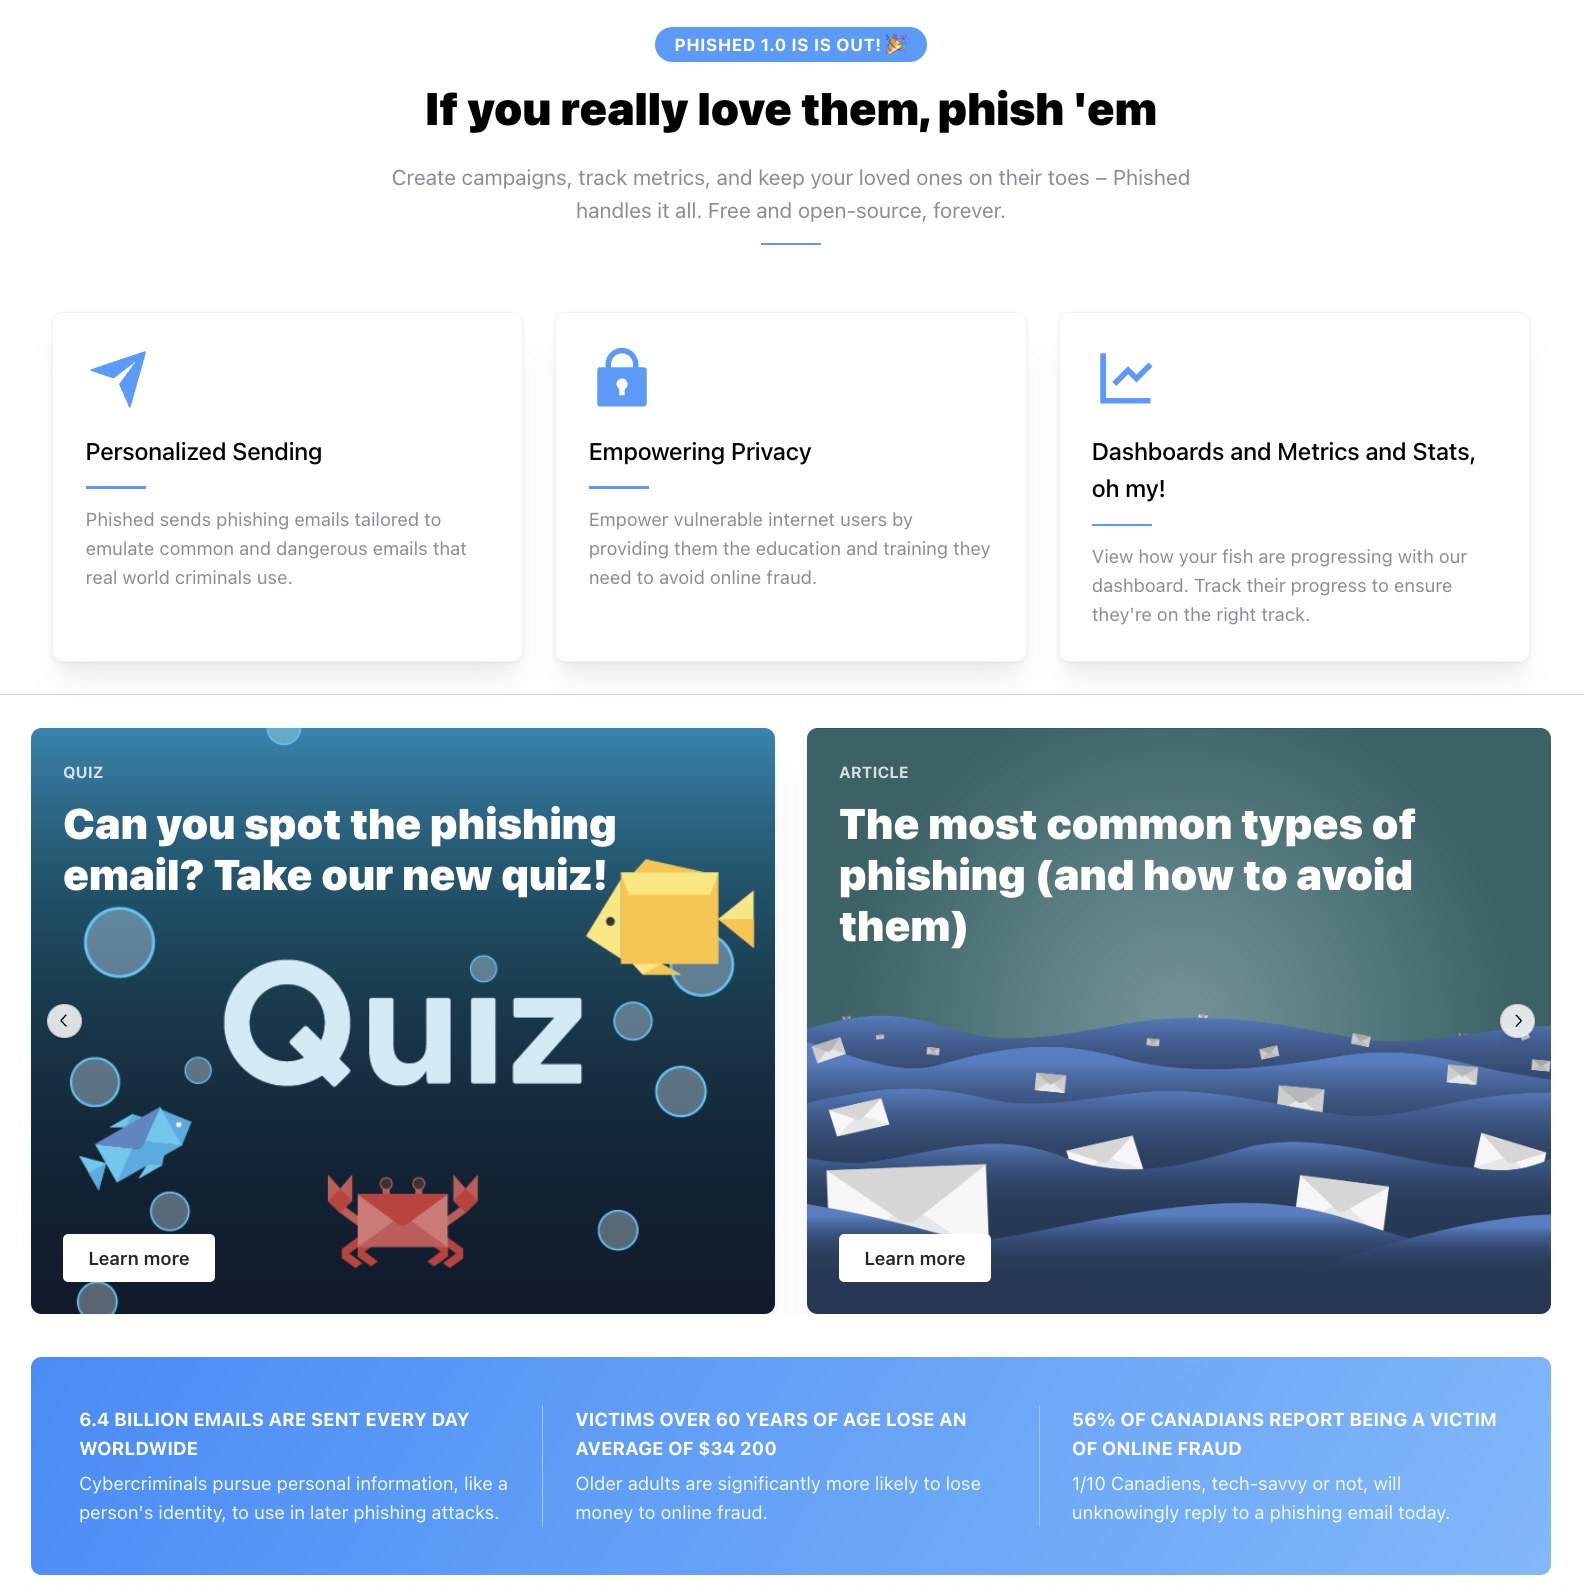 PHISHED 1.0 IS IS OUT! 🎉
If you really love them, phish 'em
Create campaigns, track metrics, and keep your loved ones on their toes – Phished
handles it all. Free and open-source, forever.
Personalized Sending
Phished sends phishing emails tailored to
emulate common and dangerous emails that
real world criminals use.
Empowering Privacy
Empower vulnerable internet users by
providing them the education and training they
need to avoid online fraud.
Dashboards and Metrics and Stats,
oh my!
View how your fish are progressing with our
dashboard. Track their progress to ensure
they're on the right track.
QUIZ
Can you spot the phishing
email? Take our new quiz!
Quiz
Learn more
ARTICLE
The most common types of
phishing (and how to avoid
them)
Learn more
6.4 BILLION EMAILS ARE SENT EVERY DAY
WORLDWIDE
Cybercriminals pursue personal information, like a
person's identity, to use in later phishing attacks.
VICTIMS OVER 60 YEARS OF AGE LOSE AN
AVERAGE OF $34 200
Older adults are significantly more likely to lose
money to online fraud.
56% OF CANADIANS REPORT BEING A VICTIM
OF ONLINE FRAUD
1/10 Canadiens, tech-savvy or not, will
unknowingly reply to a phishing email today.